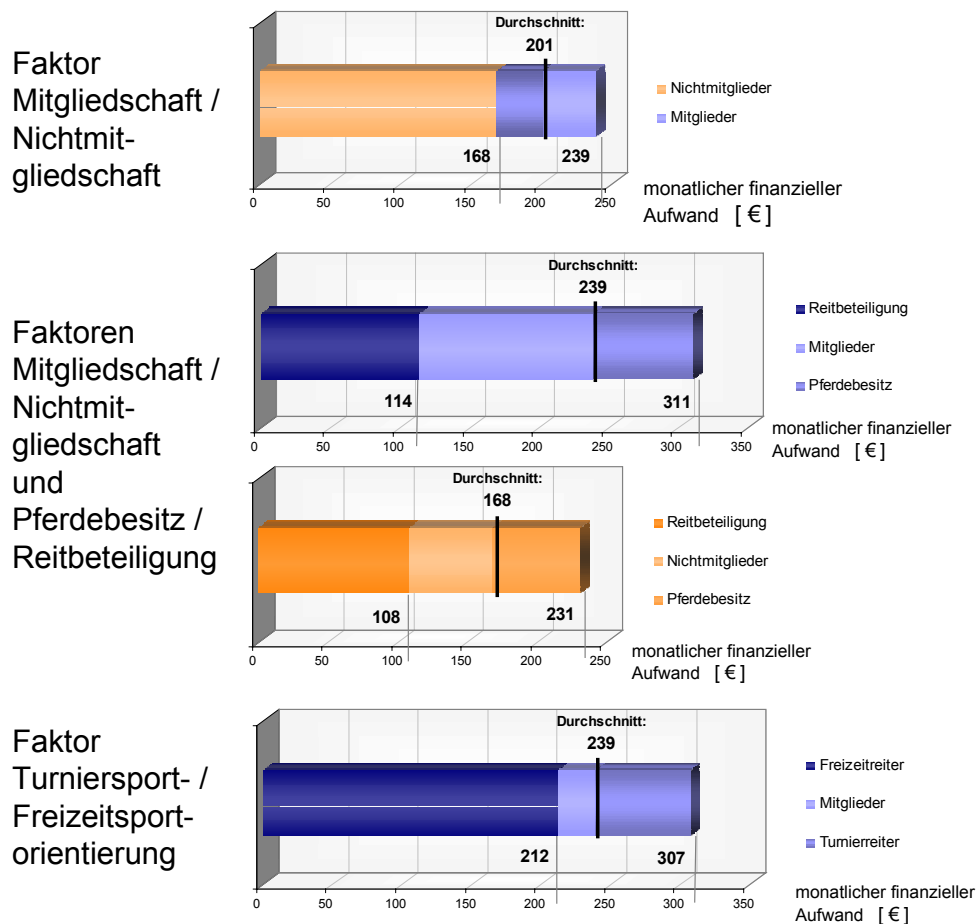 Faktor
Mitgliedschaft /
Nichtmit-
gliedschaft
Durchschnitt:
201
168
239
0 50 100 150 200 250
Nichtmitglieder
Mitglieder
monatlicher finanzieller
Aufwand [ € ]
Faktoren
Mitgliedschaft /
Nichtmit-
gliedschaft
und
Pferdebesitz /
Reitbeteiligung
Durchschnitt:
239
114
311
0 50 100 150 200 250 300 350
Reitbeteiligung
Mitglieder
Pferdebesitz
monatlicher finanzieller
Aufwand [ € ]
Durchschnitt:
168
108
231
0 50 100 150 200 250
Reitbeteiligung
Nichtmitglieder
Pferdebesitz
monatlicher finanzieller
Aufwand [ € ]
Faktor
Turniersport- /
Freizeitsport-
orientierung
Durchschnitt:
239
212
307
0 50 100 150 200 250 300 350
Freizeitreiter
Mitglieder
Turnierreiter
monatlicher finanzieller
Aufwand [ € ]